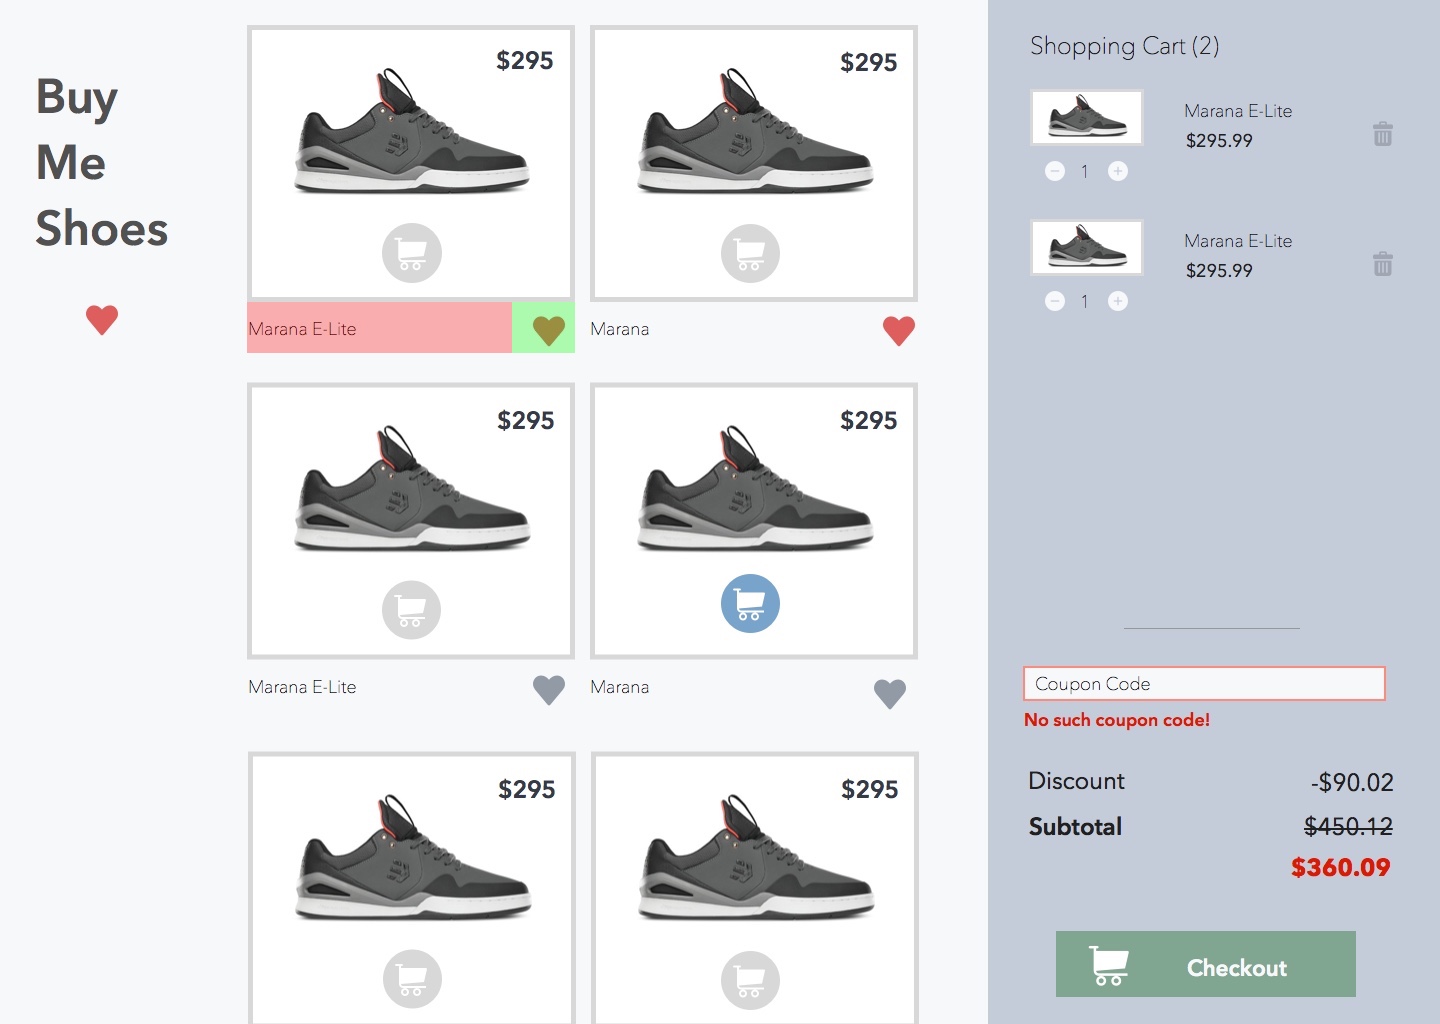 Buy
Me
Shoes
$295
Marana E-Lite
$295
Marana
$295
Marana E-Lite
$295
Marana
$295
$295
Shopping Cart (2)
Marana E-Lite
$295.99
1
Marana E-Lite
$295.99
1
Coupon Code
No such coupon code!
Discount -$90.02
Subtotal $450.12
$360.09
Checkout